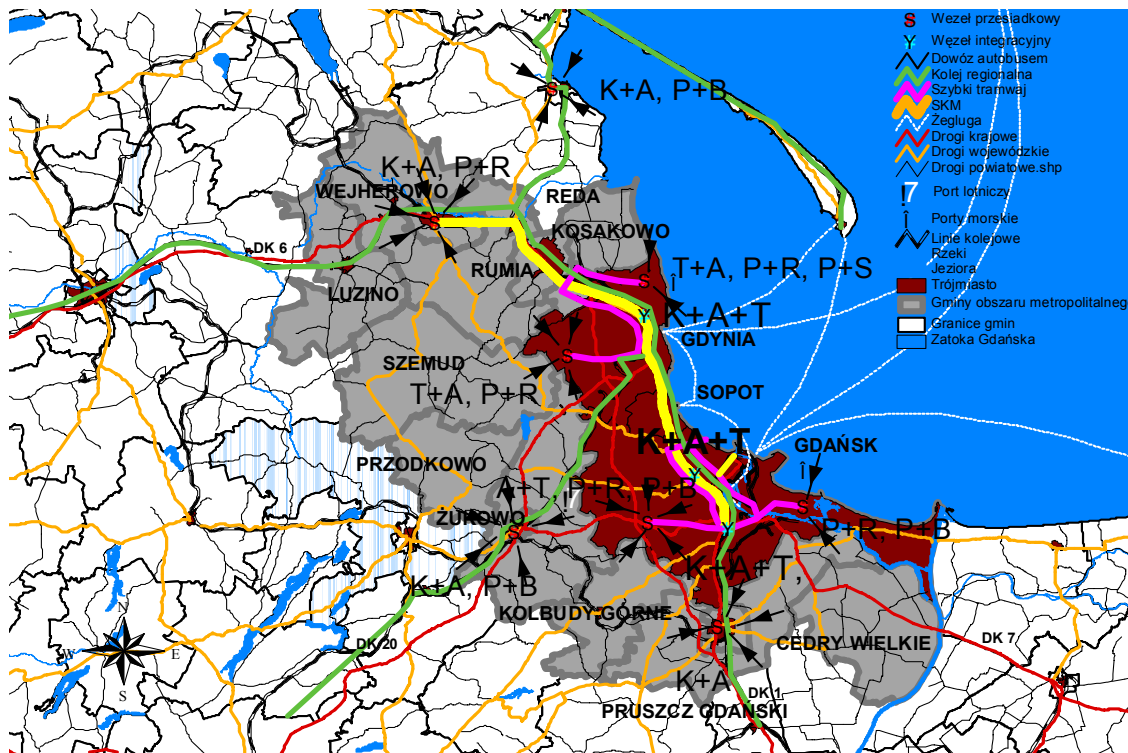 S Wezeł przesiadkowy
Y Węzeł integracyjny
Dowóz autobusem
Kolej regionalna
Szybki tramwaj
SKM
Żegluga
Drogi krajowe
Drogi wojewódzkie
Drogi powiatowe.shp
! 7 Port lotniczy
Î Porty morskie
Linie kolejowe
Rzeki
Jeziora
Trójmiasto
Gminy obszaru metropolitalnego
Granice gmin
Zatoka Gdańska
S
K+A, P+B
K+A, P+R
WEJHEROWO
S
REDA
KOSAKOWO
DK 6
RUMIA
S
Î
T+A, P+R, P+S
LUZINO
Y
K+A+T
GDYNIA
SZEMUD
S
T+A, P+R
SOPOT
K+A+T
GDAŃSK
PRZODKOWO
Y
Î
A+T, P+R, P+B
! 7
ŻUKOWO
S
S
Y
S
P+R, P+B
K+A, P+B
K+A+T,
KOLBUDY GÓRNE
S
CEDRY WIELKIE
DK 20
DK 7
K+A
DK 1
PRUSZCZ GDAŃSKI
N
W
E
S